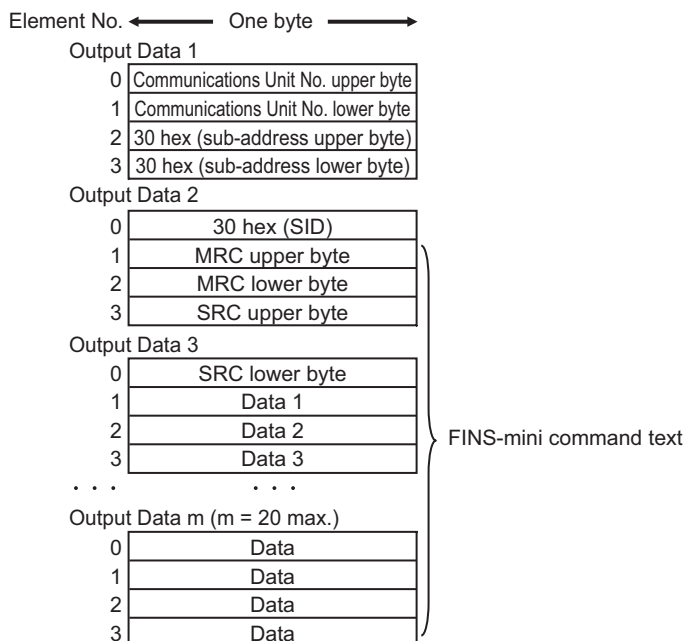 Element No. One byte
Output Data 1
0 Communications Unit No. upper byte
1 Communications Unit No. lower byte
2 30 hex (sub-address upper byte)
3 30 hex (sub-address lower byte)
Output Data 2
0 30 hex (SID)
1 MRC upper byte
2 MRC lower byte
3 SRC upper byte
Output Data 3
0 SRC lower byte
1 Data 1
2 Data 2
3 Data 3
FINS-mini command text
. . . . . .
Output Data m (m = 20 max.)
0 Data
1 Data
2 Data
3 Data